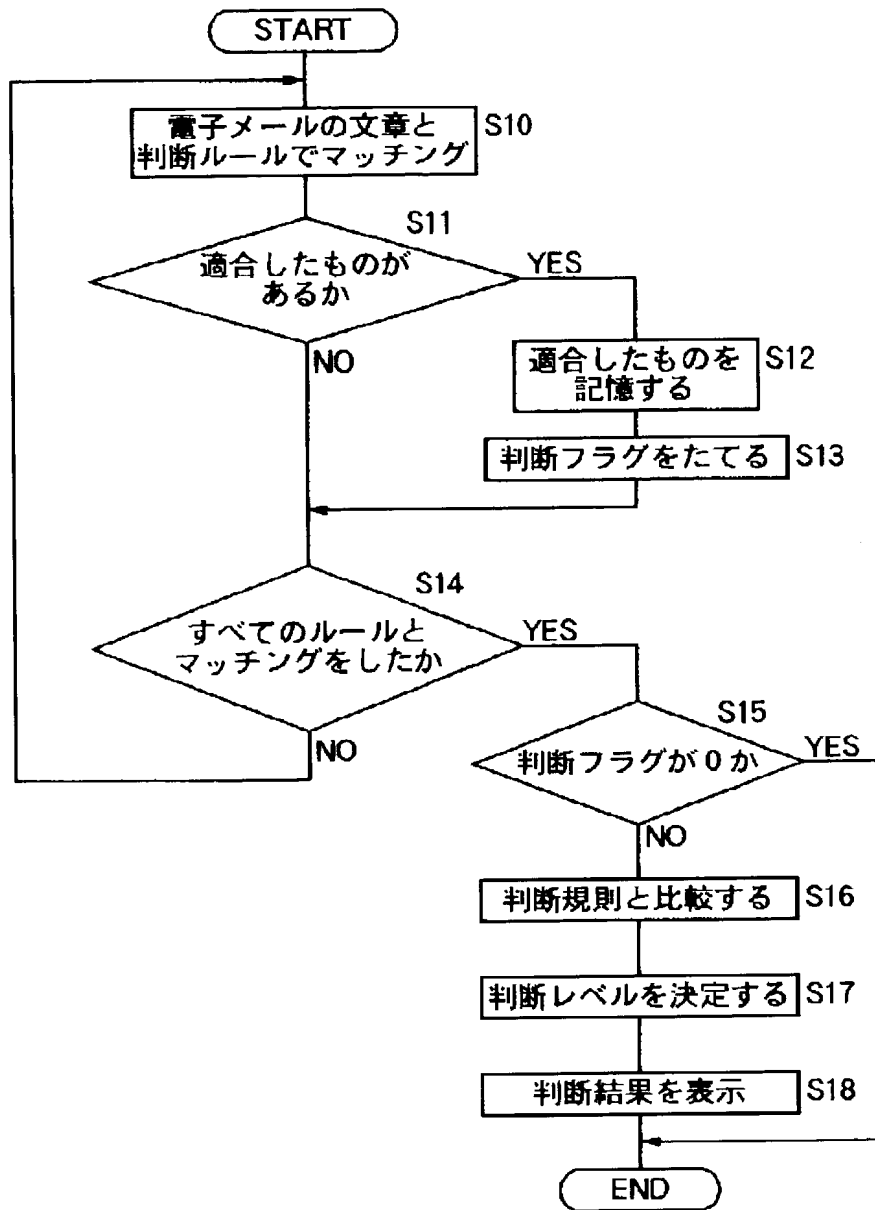 START
電子メールの文章と
判断ルールでマッチング
S10
S11
適合したものが
あるか
YES
NO
適合したものを
記憶する
S12
判断フラグをたてる
S13
S14
すべてのルールと
マッチングをしたか
YES
NO
S15
判断フラグが0か
YES
NO
判断規則と比較する
S16
判断レベルを決定する
S17
判断結果を表示
S18
END